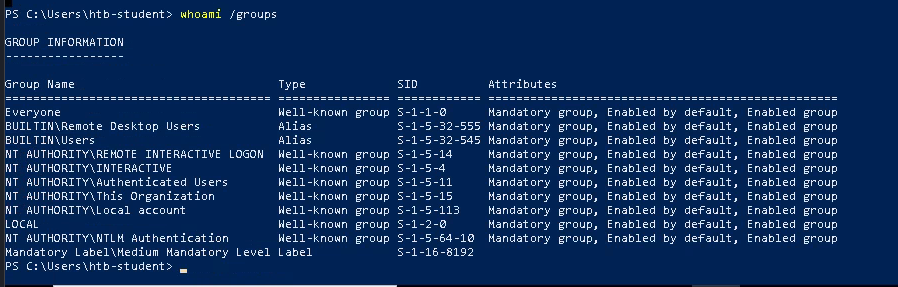 PS C:\Users\htb-student> whoami /groups
GROUP INFORMATION
-----------------
Group Name                             Type             SID          Attributes
====================================== ================ ============ ==================================================
Everyone                               Well-known group S-1-1-0      Mandatory group, Enabled by default, Enabled group
BUILTIN\Remote Desktop Users           Alias            S-1-5-32-555 Mandatory group, Enabled by default, Enabled group
BUILTIN\Users                          Alias            S-1-5-32-545 Mandatory group, Enabled by default, Enabled group
NT AUTHORITY\REMOTE INTERACTIVE LOGON  Well-known group S-1-5-14     Mandatory group, Enabled by default, Enabled group
NT AUTHORITY\INTERACTIVE               Well-known group S-1-5-4      Mandatory group, Enabled by default, Enabled group
NT AUTHORITY\Authenticated Users       Well-known group S-1-5-11     Mandatory group, Enabled by default, Enabled group
NT AUTHORITY\This Organization         Well-known group S-1-5-15     Mandatory group, Enabled by default, Enabled group
NT AUTHORITY\Local account             Well-known group S-1-5-113    Mandatory group, Enabled by default, Enabled group
LOCAL                                  Well-known group S-1-2-0      Mandatory group, Enabled by default, Enabled group
NT AUTHORITY\NTLM Authentication       Well-known group S-1-5-64-10  Mandatory group, Enabled by default, Enabled group
Mandatory Label\Medium Mandatory Level Label            S-1-16-8192
PS C:\Users\htb-student>